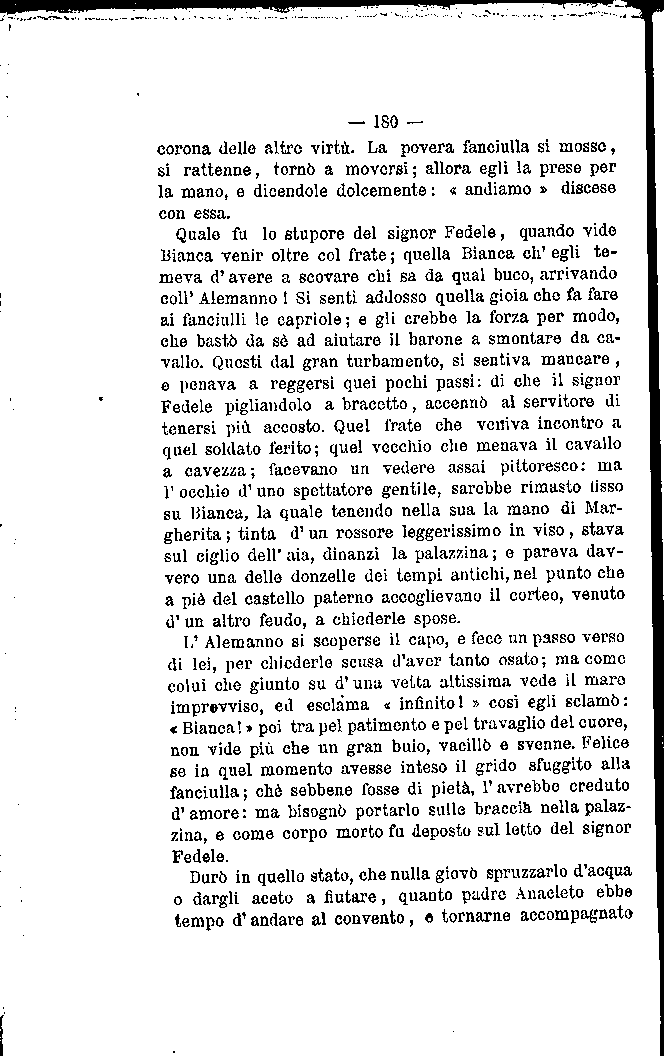 — 180 —
corona delle altre virtù. La povera fanciulla si mosse,
si rattenne, tornò a moversi; allora egli la prese per
la mano, e dicendole dolcemente: « andiamo » discese
con essa.
Quale fu lo stupore del signor Fedele, quando vide
Bianca venir oltre col frate; quella Bianca ch' egli te-
meva d' avere a scovare chi sa da qual buco, arrivando
coll' Alemanno! Si sentì addosso quella gioia che fa fare
ai fanciulli le capriole; e gli crebbe la forza per modo,
che bastò da sè ad aiutare il barone a smontare da ca-
vallo. Questi dal gran turbamento, si sentiva mancare,
e penava a reggersi quei pochi passi: di che il signor
Fedele pigliandolo a braccetto, accennò al servitore di
tenersi più accosto. Quel frate che veniva incontro a
quel soldato ferito; quel vecchio che menava il cavallo
a cavezza; facevano un vedere assai pittoresco: ma
l' occhio d' uno spettatore gentile, sarebbe rimasto fisso
su Bianca, la quale tenendo nella sua la mano di Mar-
gherita; tinta d' un rossore leggerissimo in viso, stava
sul ciglio dell' aia, dinanzi la palazzina; e pareva dav-
vero una delle donzelle dei tempi antichi, nel punto che
a piè del castello paterno accoglievano il corteo, venuto
d' un altro feudo, a chiederle spose.
L' Alemanno si scoperse il capo, e fece un passo verso
di lei, per chiederle scusa d'aver tanto osato; ma come
colui che giunto su d' una vetta altissima vede il mare
improvviso, ed esclama « infinito! » così egli sclamò:
« Bianca! » poi tra pel patimento e pel travaglio del cuore,
non vide più che un gran buio, vacillò e svenne. Felice
se in quel momento avesse inteso il grido sfuggito alla
fanciulla; chè sebbene fosse di pietà, l' avrebbe creduto
d' amore: ma bisognò portarlo sulle braccia nella palaz-
zina, e come corpo morto fu deposto sul letto del signor
Fedele.
Durò in quello stato, che nulla giovò spruzzarlo d'acqua
o dargli aceto a fiutare, quanto padre Anacleto ebbe
tempo d' andare al convento, e tornarne accompagnato